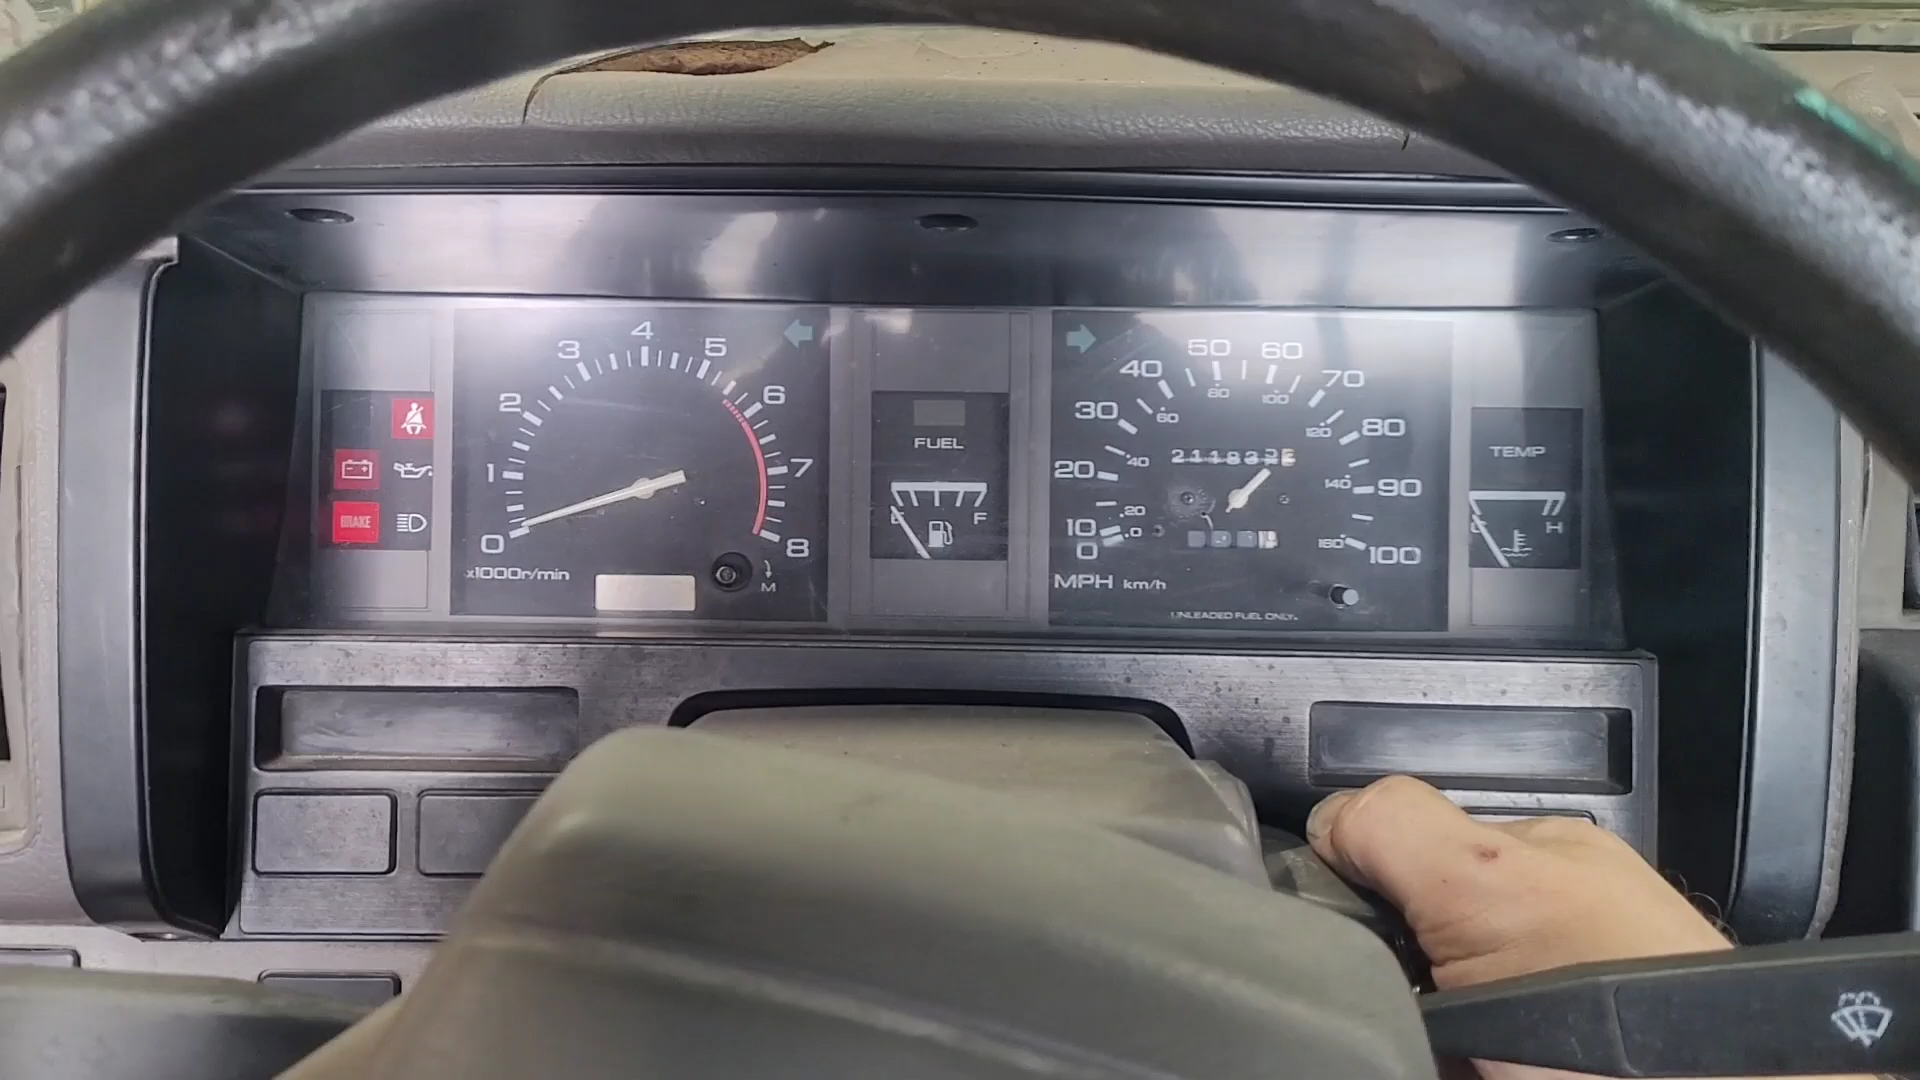 0 1 2 3 4 5 6 7 8
x1000r/min
M
BRAKE
FUEL
E F
0 10 20 30 40 50 60 70 80 90 100
0 20 40 60 80 100 120 140 160
MPH km/h
UNLEADED FUEL ONLY.
TEMP
H